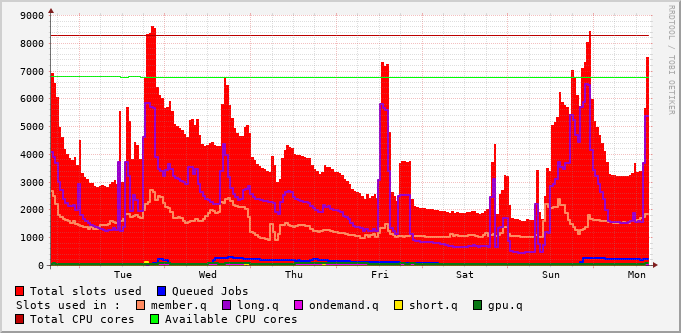 9000
8000
7000
6000
5000
4000
3000
2000
1000
0
Tue Wed Thu Fri Sat Sun Mon
RRDTOOL / TOBI OETIKER
Total slots used Queued Jobs
Slots used in : member.q long.q ondemand.q short.q gpu.q
Total CPU cores Available CPU cores